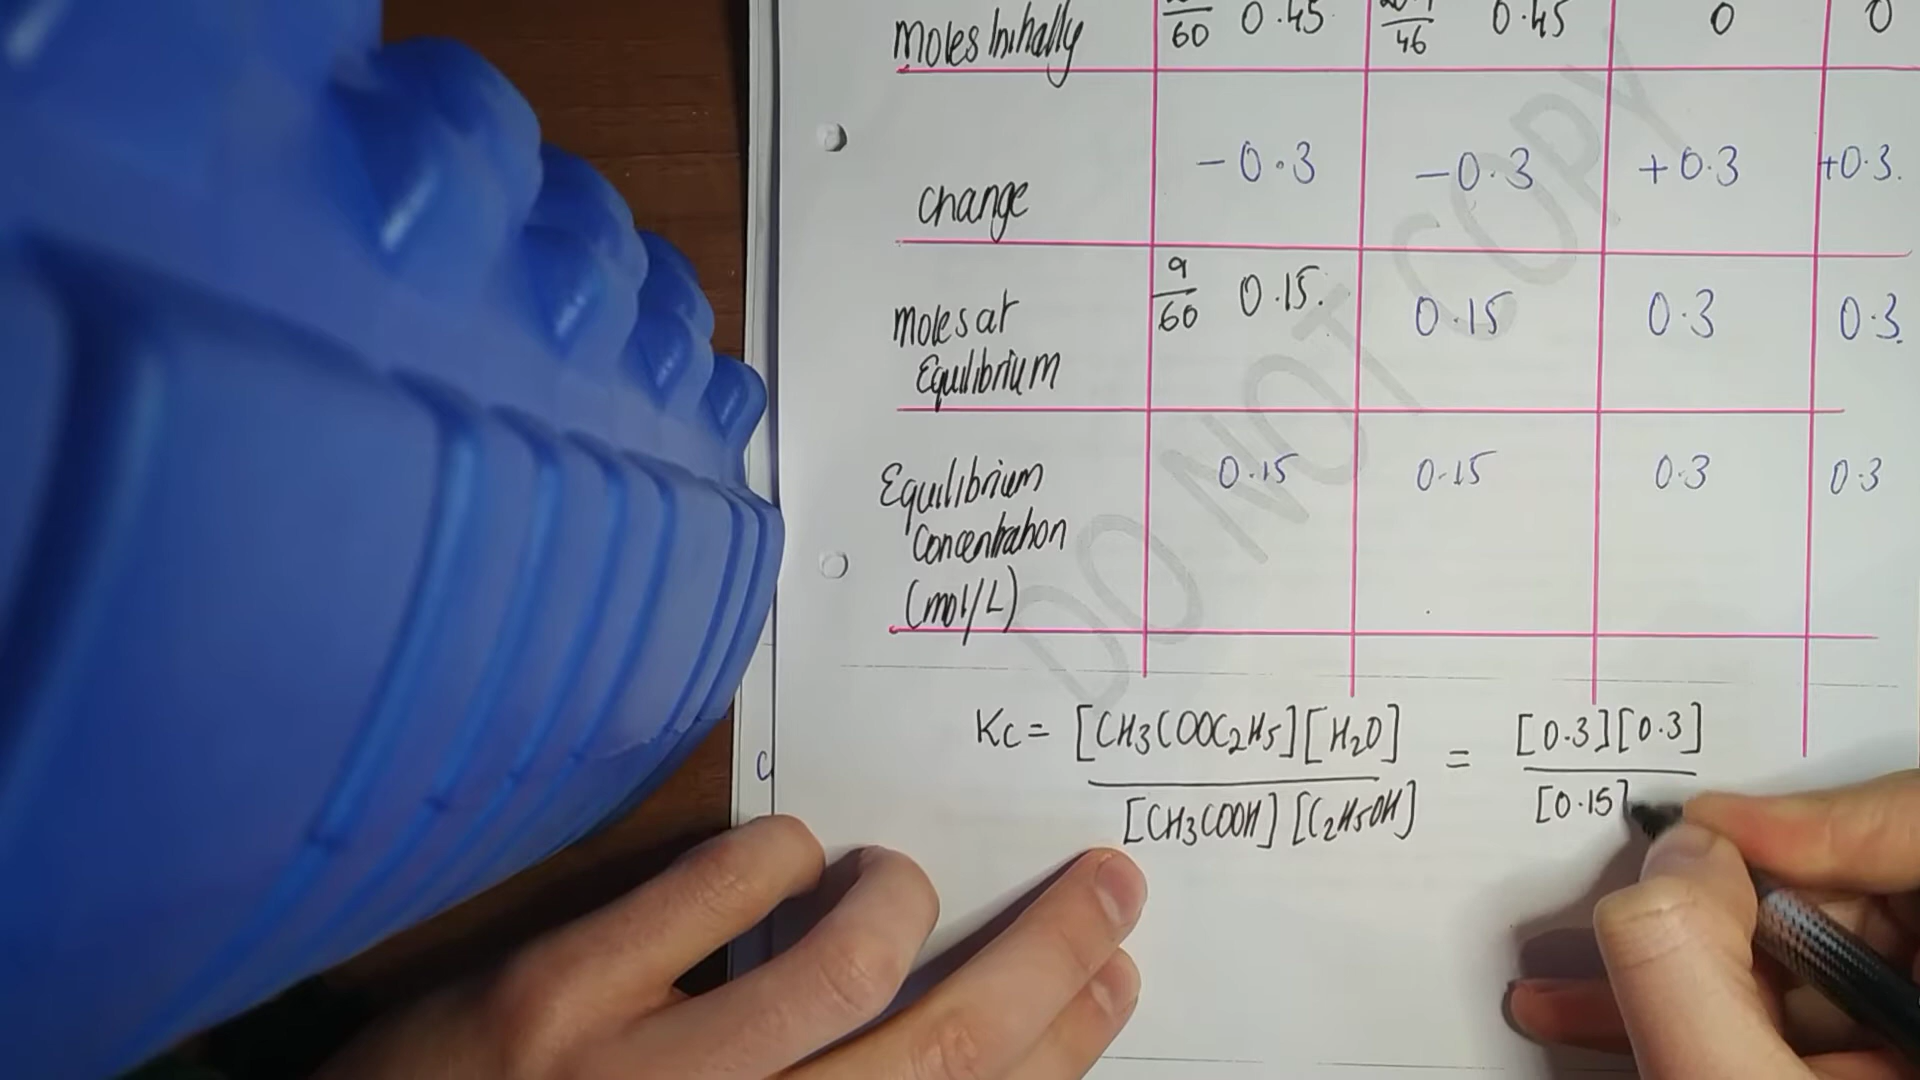 Moles Initially 60 0.45 46 0.45 0 0
Change -0.3 -0.3 +0.3 +0.3.
Moles at Equilibrium 9/60 0.15. 0.15 0.3 0.3.
Equilibrium Concentration (mol/L) 0.15 0.15 0.3 0.3
Kc = [CH3COOC2H5][H2O] = [0.3][0.3]
[CH3COOH] [C2H5OH] [0.15]
DO NOT COPY